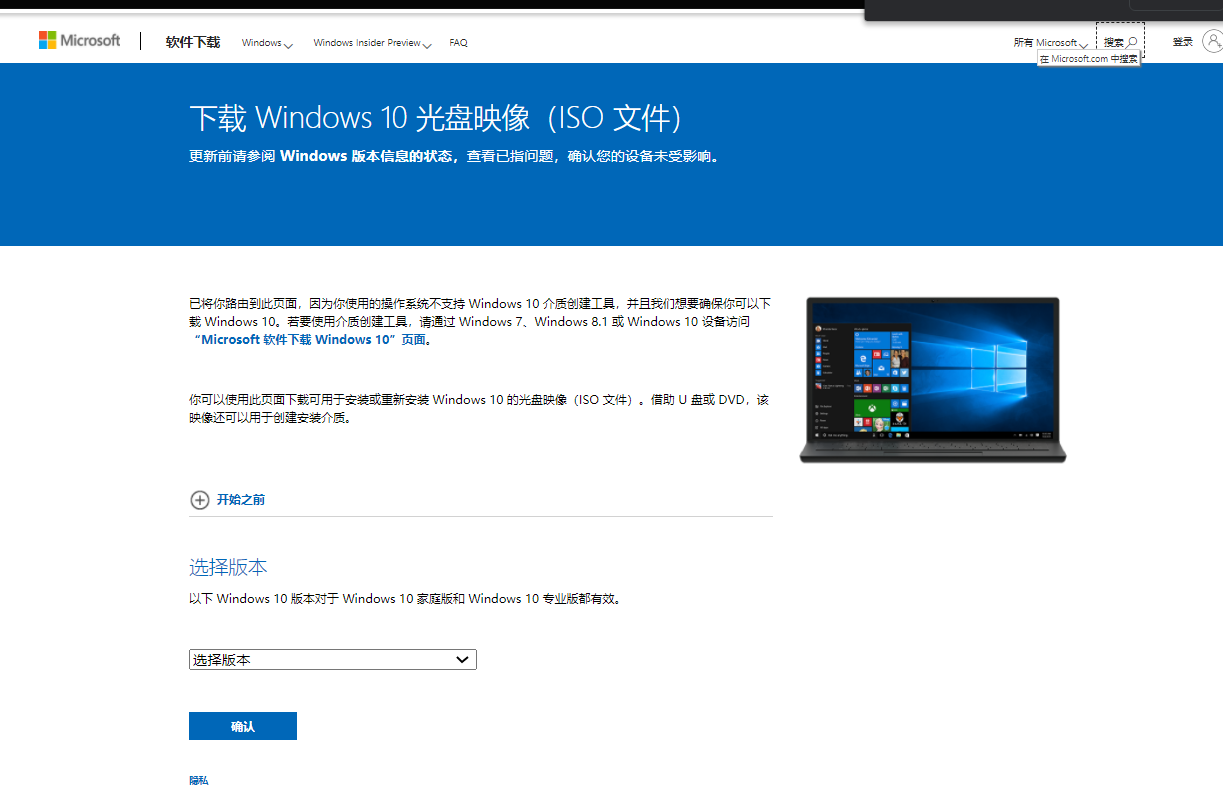 Microsoft
软件下载
Windows
Windows Insider Preview
FAQ
所有 Microsoft
搜索
登录
在 Microsoft.com 中搜索
下载 Windows 10 光盘映像（ISO 文件）
更新前请参阅 Windows 版本信息的状态，查看已指问题，确认您的设备未受影响。
已将你路由到此页面，因为你使用的操作系统不支持 Windows 10 介质创建工具，并且我们想要确保你可以下
载 Windows 10。若要使用介质创建工具，请通过 Windows 7、Windows 8.1 或 Windows 10 设备访问
“Microsoft 软件下载 Windows 10”页面。
你可以使用此页面下载可用于安装或重新安装 Windows 10 的光盘映像（ISO 文件）。借助 U 盘或 DVD，该
映像还可以用于创建安装介质。
开始之前
选择版本
以下 Windows 10 版本对于 Windows 10 家庭版和 Windows 10 专业版都有效。
选择版本
确认
隐私